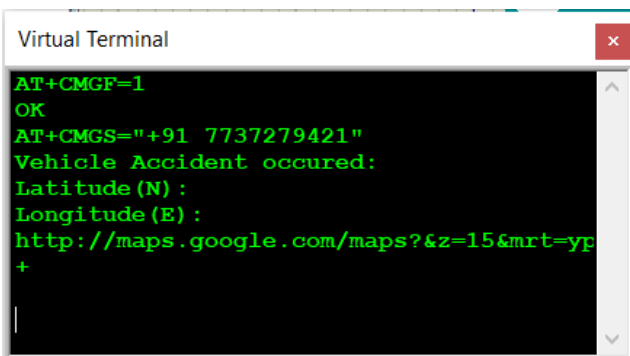 Virtual Terminal
AT+CMGF=1
OK
AT+CMGS="+91 7737279421"
Vehicle Accident occured:
Latitude(N):
Longitude(E):
http://maps.google.com/maps?&z=15&mrt=yp
+